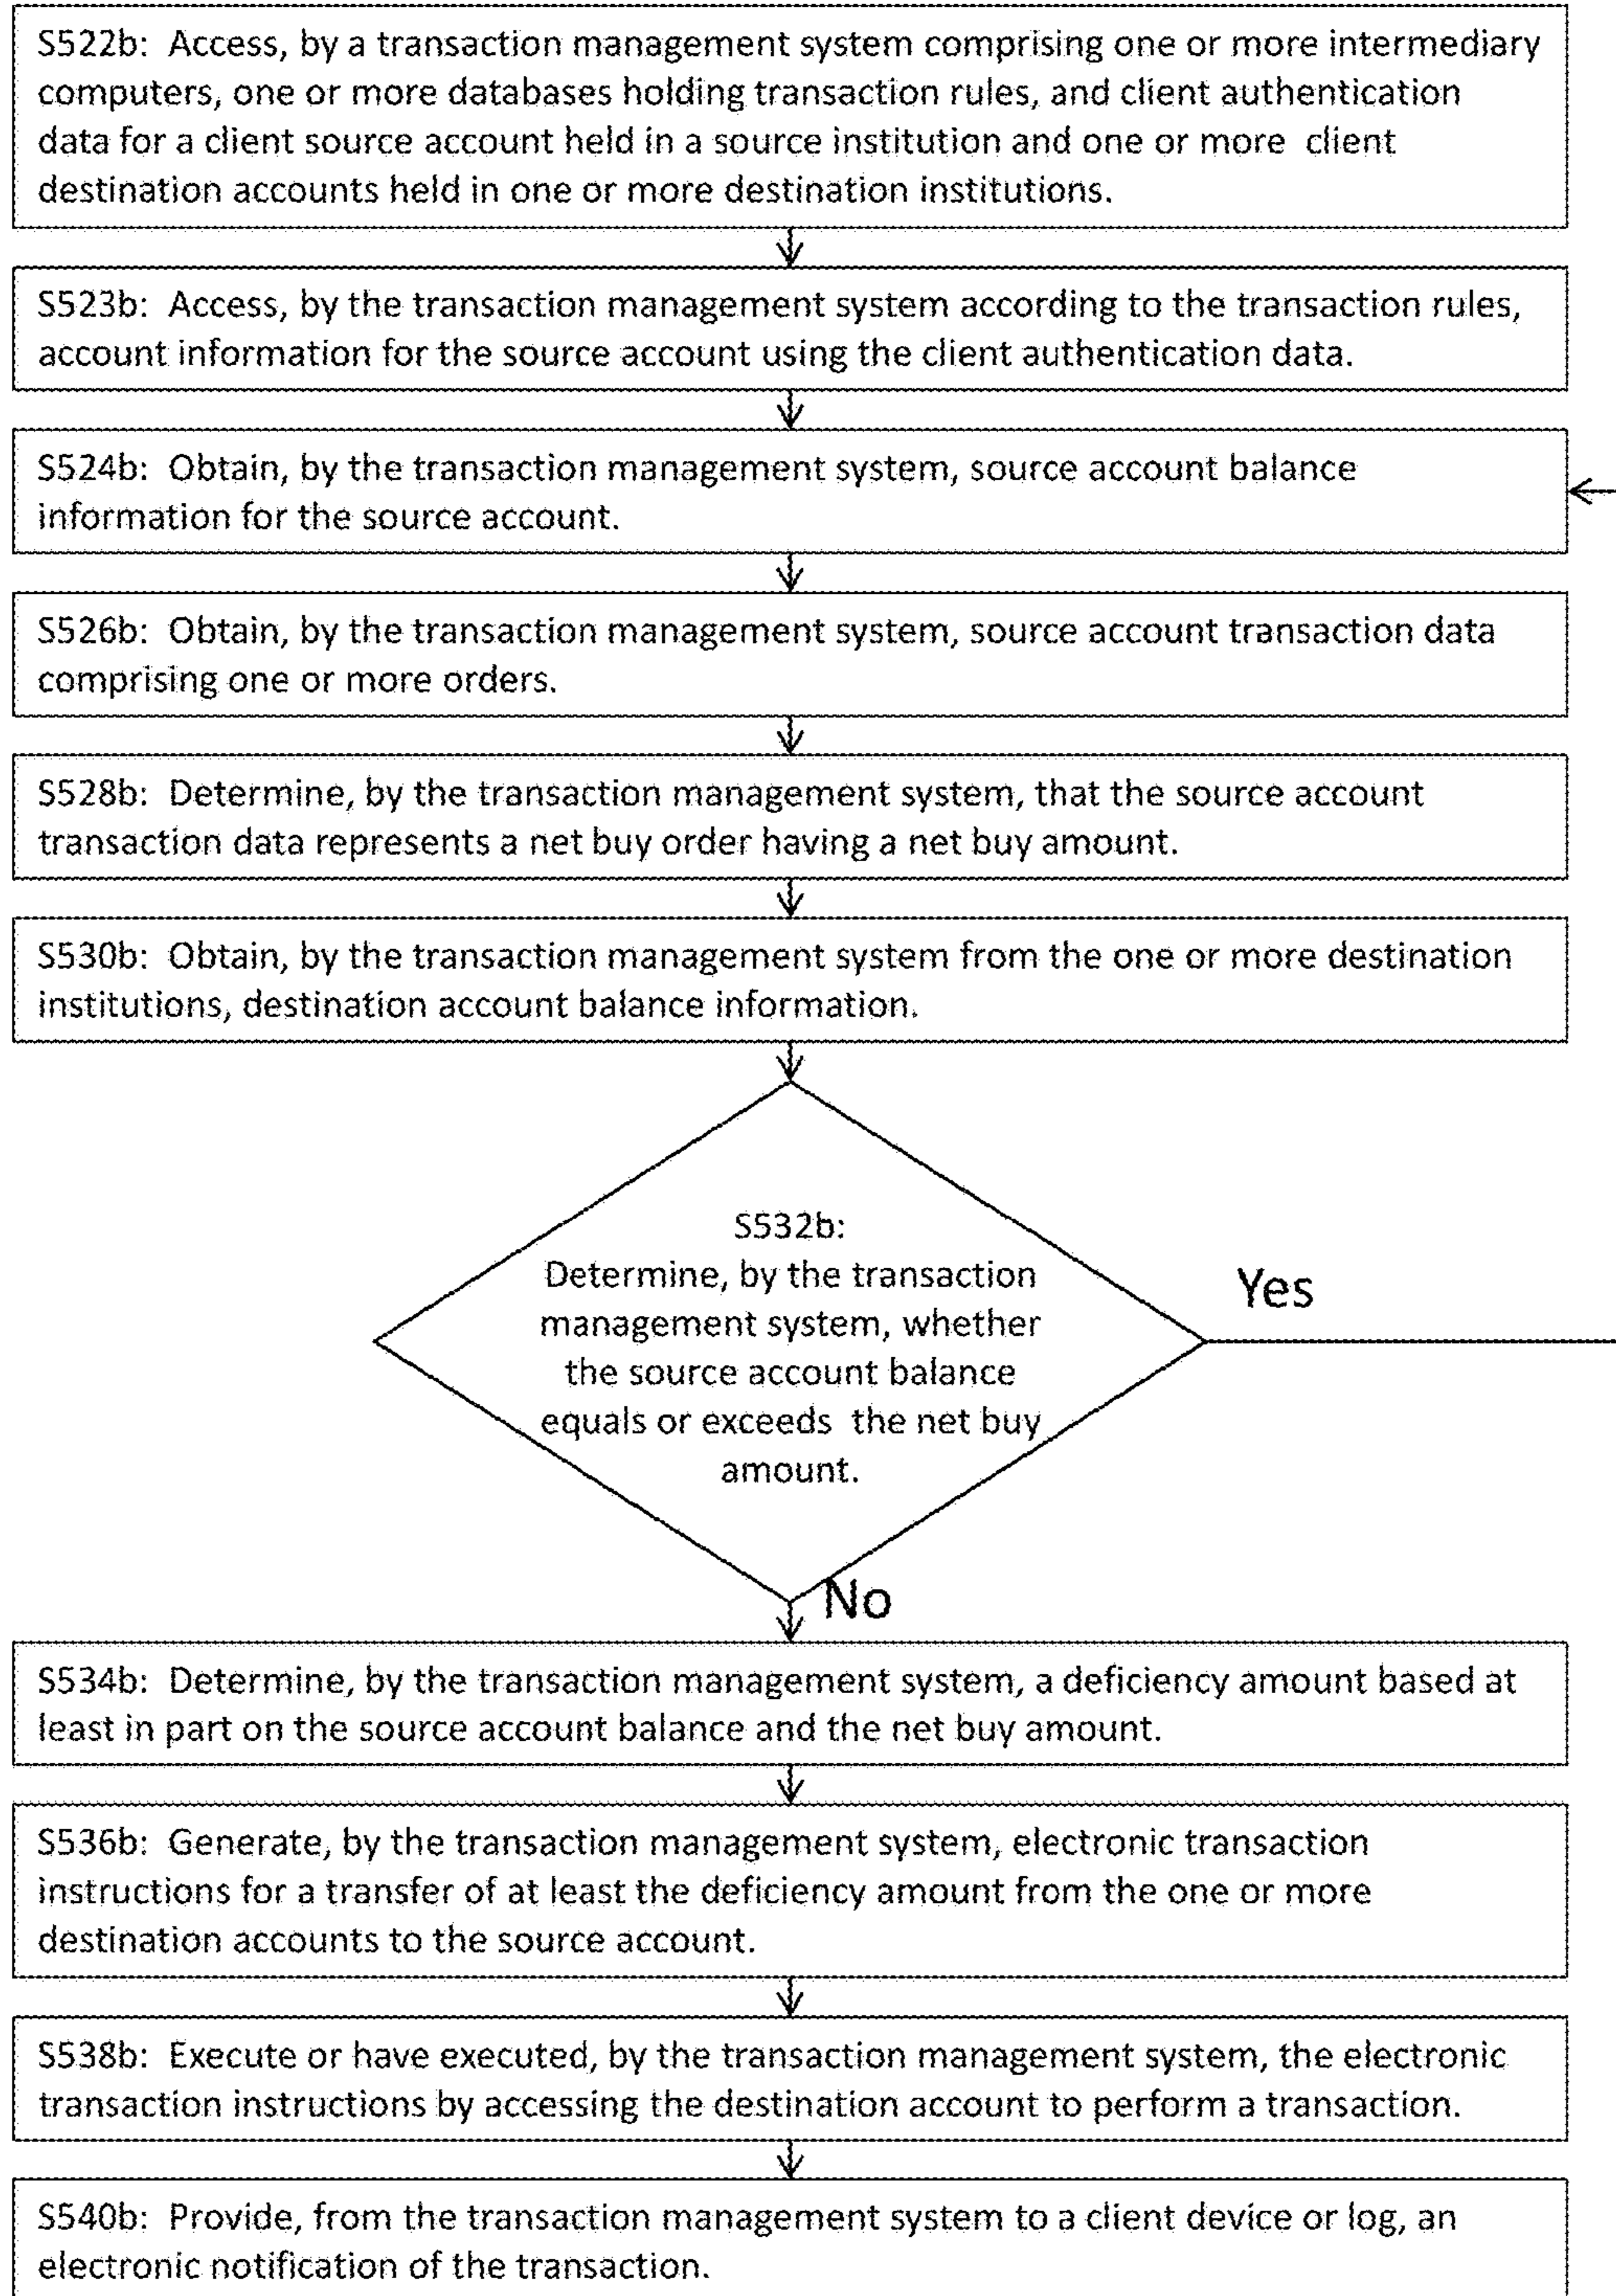 S522b: Access, by a transaction management system comprising one or more intermediary
computers, one or more databases holding transaction rules, and client authentication
data for a client source account held in a source institution and one or more client
destination accounts held in one or more destination institutions.
S523b: Access, by the transaction management system according to the transaction rules,
account information for the source account using the client authentication data.
S524b: Obtain, by the transaction management system, source account balance
information for the source account.
S526b: Obtain, by the transaction management system, source account transaction data
comprising one or more orders.
S528b: Determine, by the transaction management system, that the source account
transaction data represents a net buy order having a net buy amount.
S530b: Obtain, by the transaction management system from the one or more destination
institutions, destination account balance information.
S532b:
Determine, by the transaction
management system, whether
the source account balance
equals or exceeds the net buy
amount.
Yes
No
S534b: Determine, by the transaction management system, a deficiency amount based at
least in part on the source account balance and the net buy amount.
S536b: Generate, by the transaction management system, electronic transaction
instructions for a transfer of at least the deficiency amount from the one or more
destination accounts to the source account.
S538b: Execute or have executed, by the transaction management system, the electronic
transaction instructions by accessing the destination account to perform a transaction.
S540b: Provide, from the transaction management system to a client device or log, an
electronic notification of the transaction.